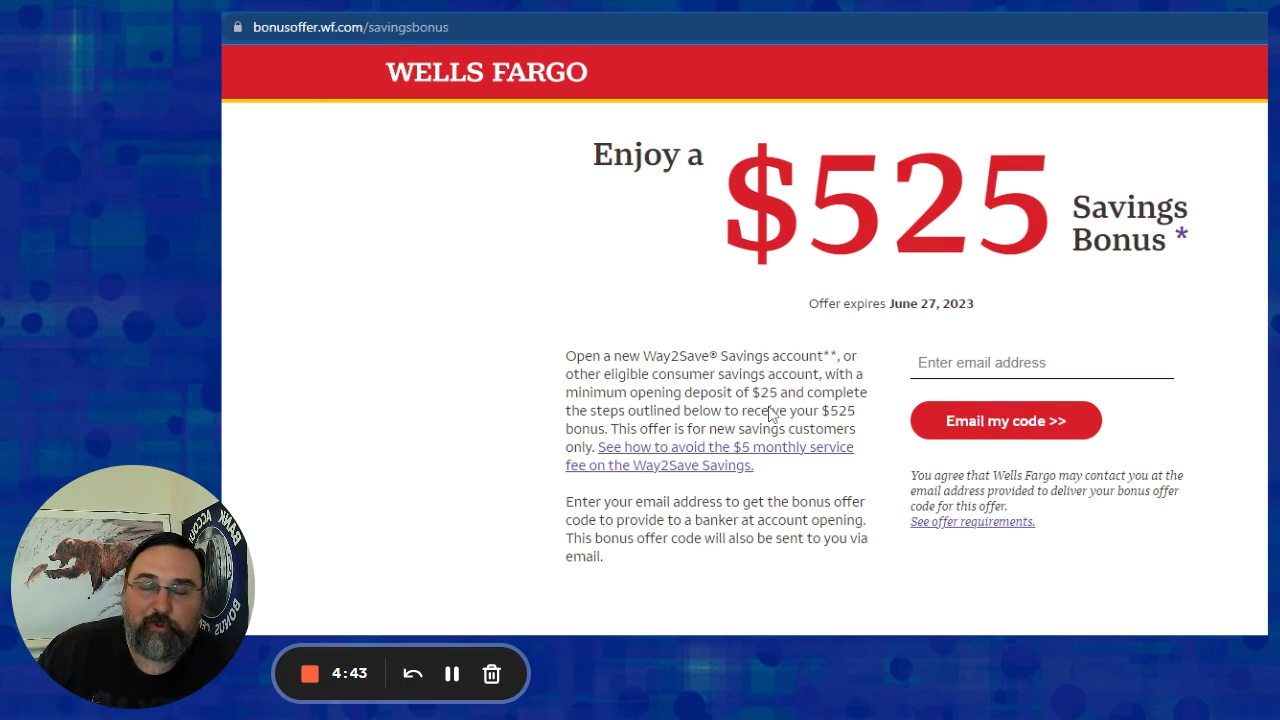 bonusoffer.wf.com/savingsbonus
WELLS FARGO
Enjoy a
$525
Savings
Bonus *
Offer expires June 27, 2023
Open a new Way2Save® Savings account**, or
other eligible consumer savings account, with a
minimum opening deposit of $25 and complete
the steps outlined below to receive your $525
bonus. This offer is for new savings customers
only. See how to avoid the $5 monthly service
fee on the Way2Save Savings.
Enter your email address to get the bonus offer
code to provide to a banker at account opening.
This bonus offer code will also be sent to you via
email.
Enter email address
Email my code >>
You agree that Wells Fargo may contact you at the
email address provided to deliver your bonus offer
code for this offer.
See offer requirements.
BANK
ACCOU
BONUS
4:43